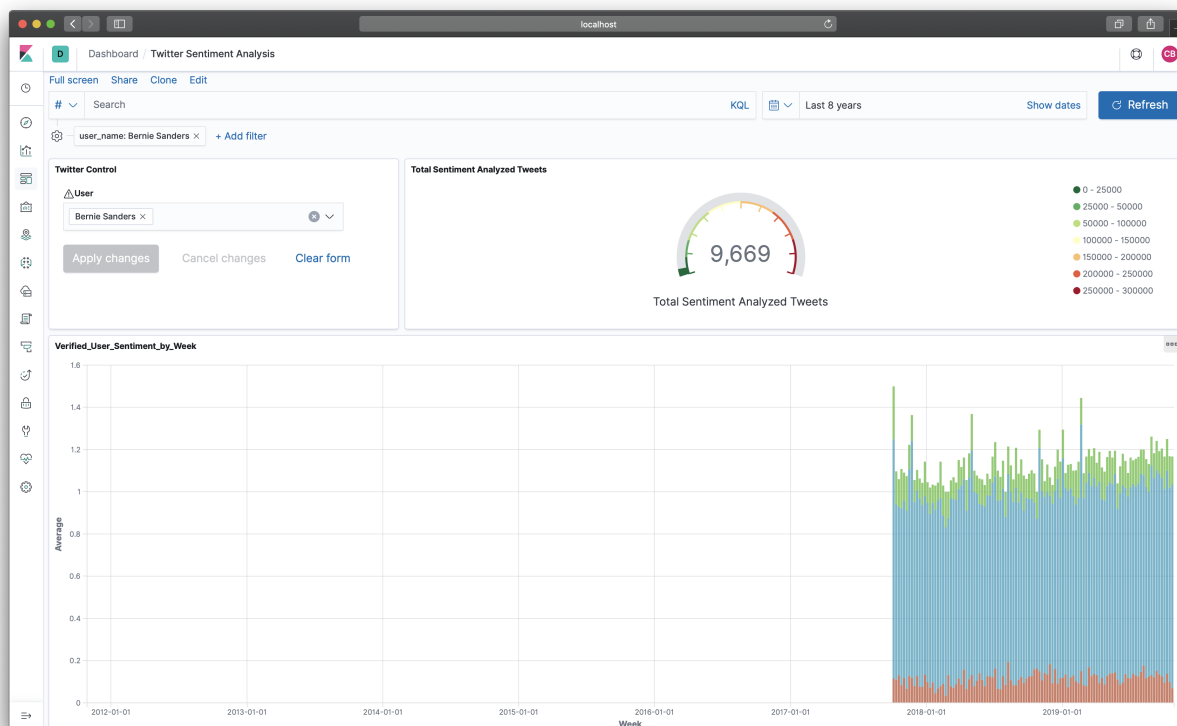 localhost
D Dashboard / Twitter Sentiment Analysis CB
Full screen Share Clone Edit
# Search KQL Last 8 years Show dates Refresh
user_name: Bernie Sanders × + Add filter
Twitter Control
User
Bernie Sanders ×
Apply changes Cancel changes Clear form
Total Sentiment Analyzed Tweets
9,669
Total Sentiment Analyzed Tweets
0 - 25000
25000 - 50000
50000 - 100000
100000 - 150000
150000 - 200000
200000 - 250000
250000 - 300000
Verified_User_Sentiment_by_Week
1.6
1.4
1.2
1
0.8
0.6
0.4
0.2
0
Average
2012-01-01 2013-01-01 2014-01-01 2015-01-01 2016-01-01 2017-01-01 2018-01-01 2019-01-01
Week